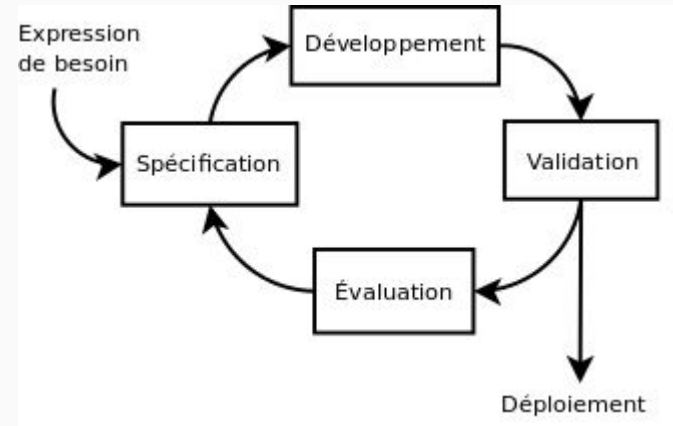 Expression
de besoin
Développement
Spécification
Validation
Évaluation
Déploiement